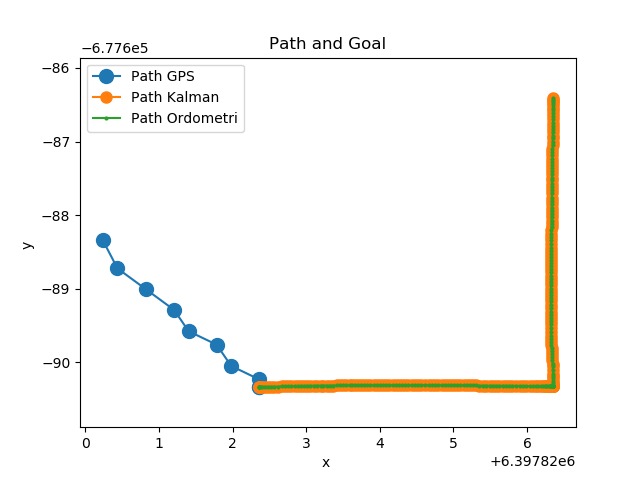 Path and Goal
−6.776e5
Path GPS
Path Kalman
Path Ordometri
−86
−87
−88
−89
−90
y
0 1 2 3 4 5 6
x
+6.39782e6